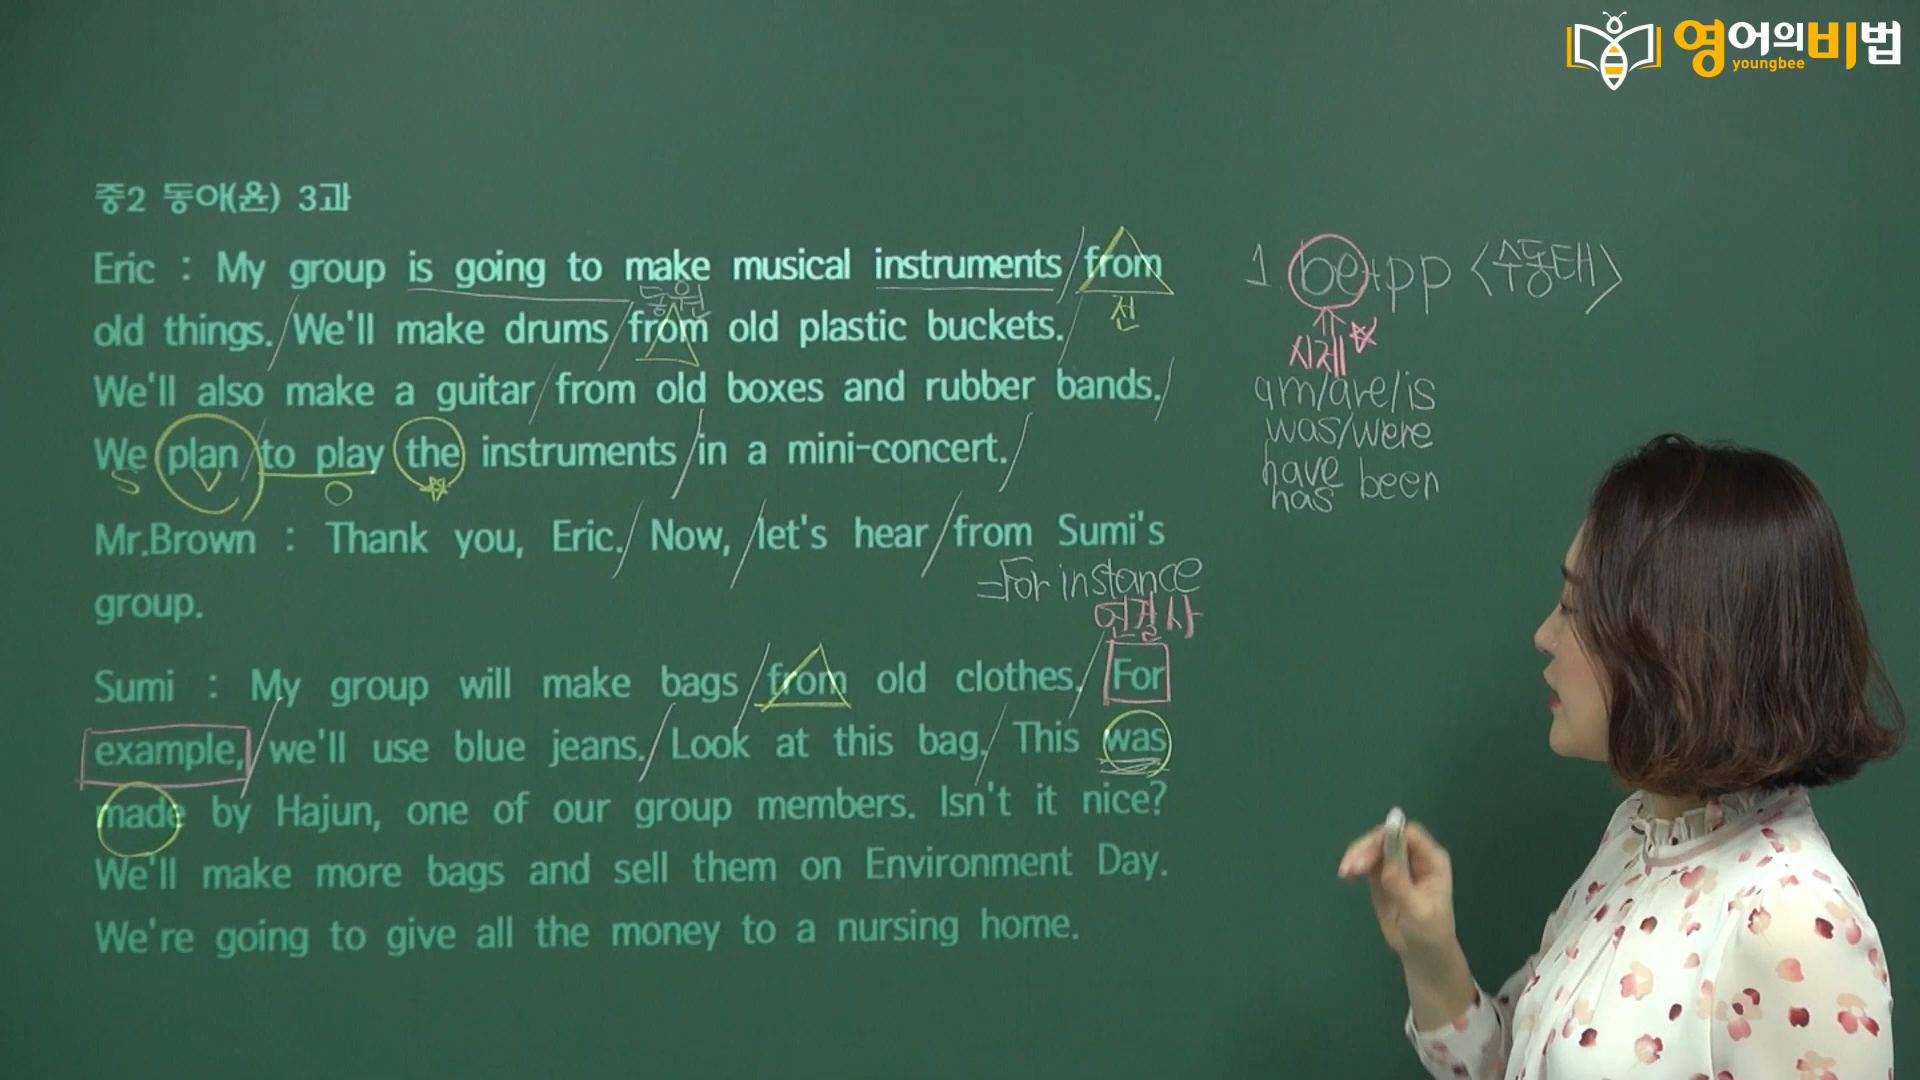 영어의비법
youngbee
중2 동아(윤) 3과
Eric : My group is going to make musical instruments from
동원
전
old things. We'll make drums from old plastic buckets.
We'll also make a guitar from old boxes and rubber bands.
We plan to play the instruments in a mini-concert.
S V O
Mr.Brown : Thank you, Eric. Now, let's hear from Sumi's
group.
=For instance
연결사
Sumi : My group will make bags from old clothes. For
example, we'll use blue jeans. Look at this bag. This was
made by Hajun, one of our group members. Isn't it nice?
We'll make more bags and sell them on Environment Day.
We're going to give all the money to a nursing home.
1 be+pp <수동태>
시제
am/are/is
was/were
have been
has